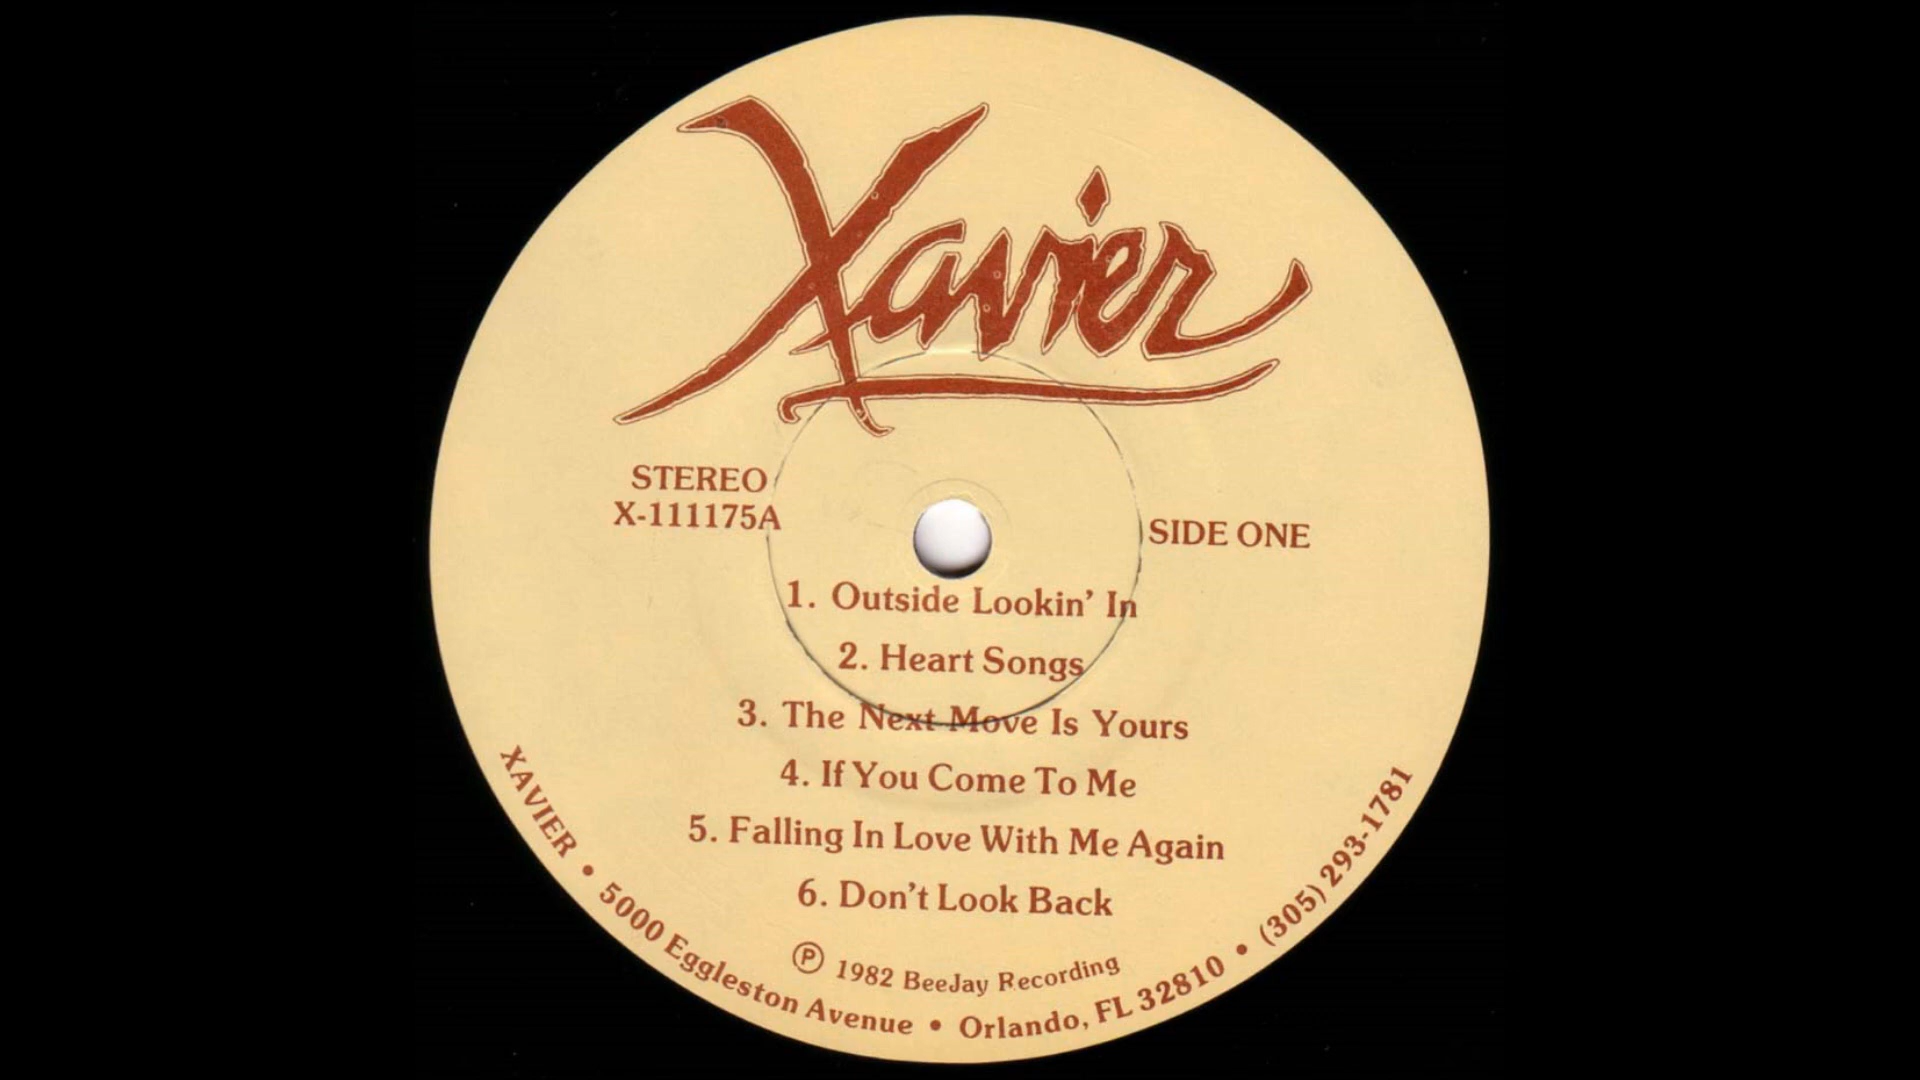 Xavier
STEREO
X-111175A
SIDE ONE
1. Outside Lookin' In
2. Heart Songs
3. The Next Move Is Yours
4. If You Come To Me
5. Falling In Love With Me Again
6. Don't Look Back
℗ 1982 BeeJay Recording
XAVIER • 5000 Eggleston Avenue • Orlando, FL 32810 • (305) 293-1781